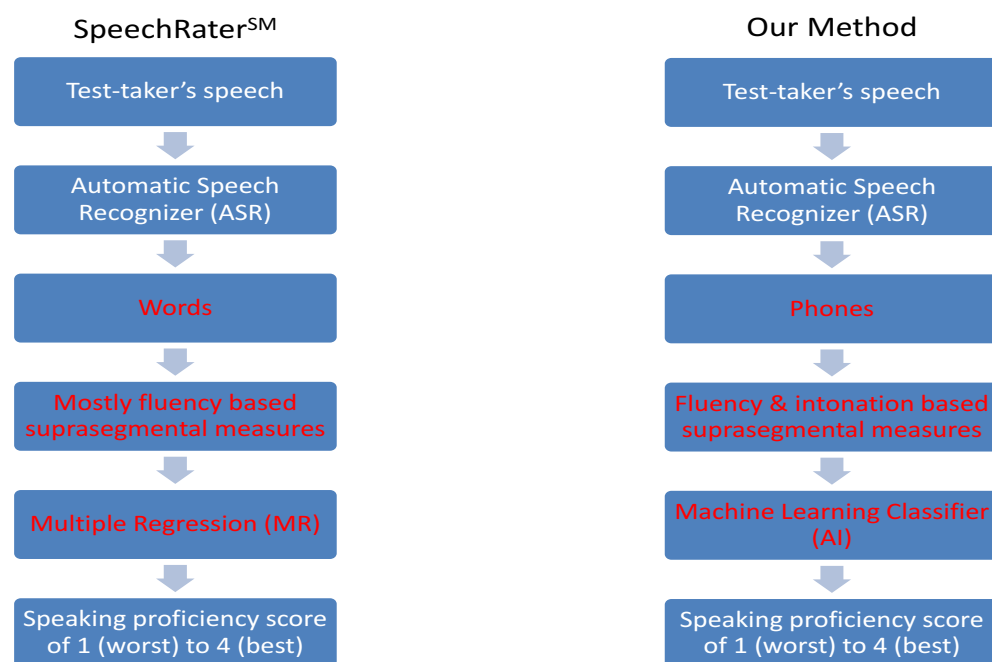 SpeechRaterSM
Test-taker’s speech
Automatic Speech
Recognizer (ASR)
Words
Mostly fluency based
suprasegmental measures
Multiple Regression (MR)
Speaking proficiency score
of 1 (worst) to 4 (best)
Our Method
Test-taker’s speech
Automatic Speech
Recognizer (ASR)
Phones
Fluency & intonation based
suprasegmental measures
Machine Learning Classifier
(AI)
Speaking proficiency score
of 1 (worst) to 4 (best)